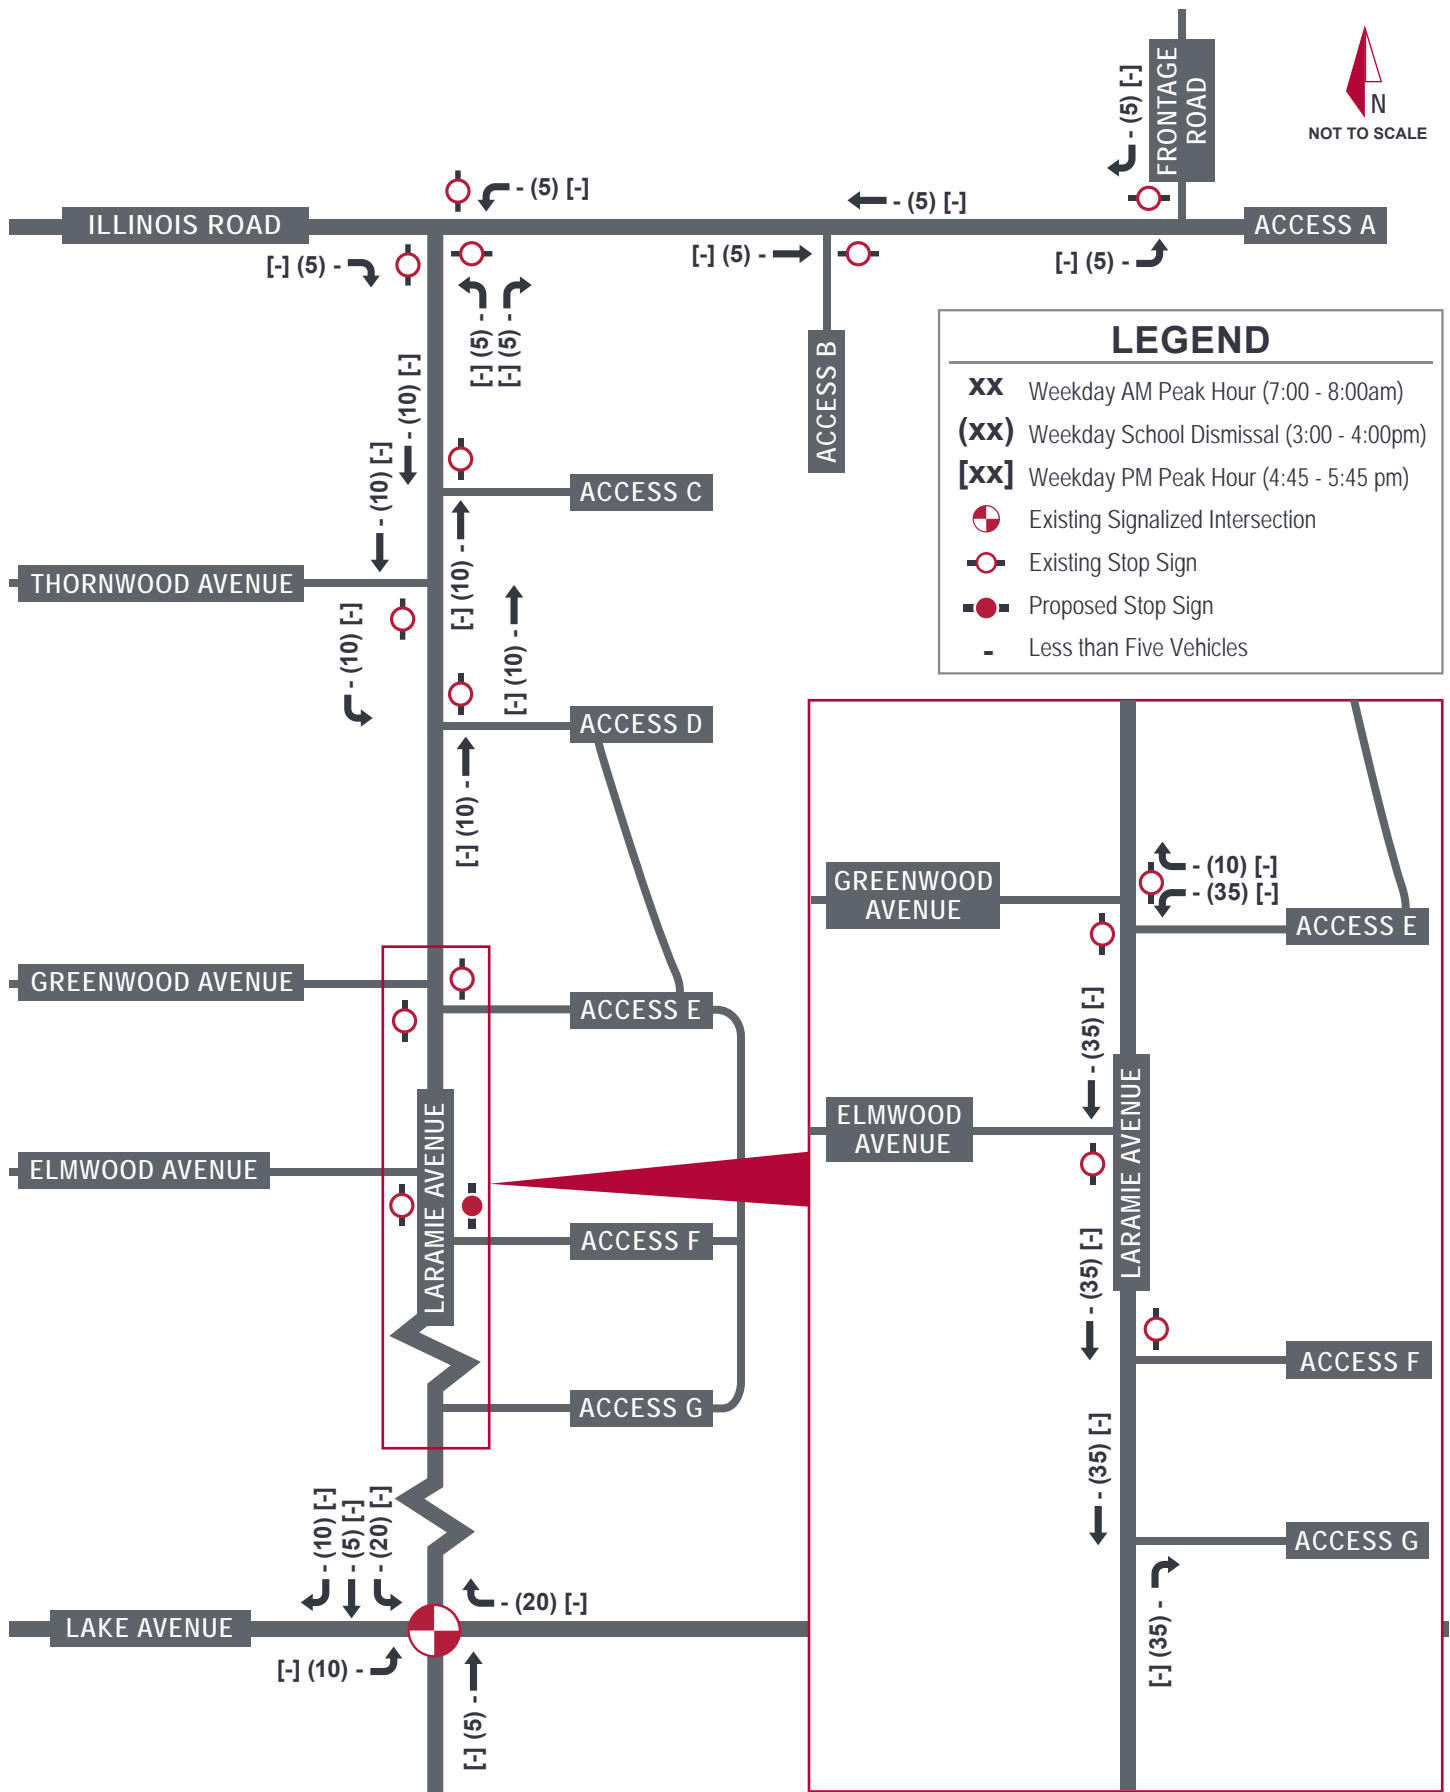 FRONTAGE
ROAD
- (5) [-]
N
NOT TO SCALE
- (5) [-]
- (5) [-]
ILLINOIS ROAD
ACCESS A
[-] (5) -
[-] (5) -
[-] (5) -
[-] (5) -
[-] (5) -
ACCESS B
LEGEND
xx Weekday AM Peak Hour (7:00 - 8:00am)
(xx) Weekday School Dismissal (3:00 - 4:00pm)
[xx] Weekday PM Peak Hour (4:45 - 5:45 pm)
Existing Signalized Intersection
Existing Stop Sign
Proposed Stop Sign
- Less than Five Vehicles
- (10) [-]
- (10) [-]
ACCESS C
THORNWOOD AVENUE
[-] (10) -
- (10) [-]
[-] (10) -
ACCESS D
[-] (10) -
GREENWOOD AVENUE
ACCESS E
ELMWOOD AVENUE
LARAMIE AVENUE
ACCESS F
ACCESS G
- (10) [-]
- (5) [-]
- (20) [-]
- (20) [-]
LAKE AVENUE
[-] (10) -
[-] (5) -
GREENWOOD
AVENUE
- (10) [-]
- (35) [-]
ACCESS E
- (35) [-]
ELMWOOD
AVENUE
LARAMIE AVENUE
- (35) [-]
ACCESS F
- (35) [-]
ACCESS G
[-] (35) -